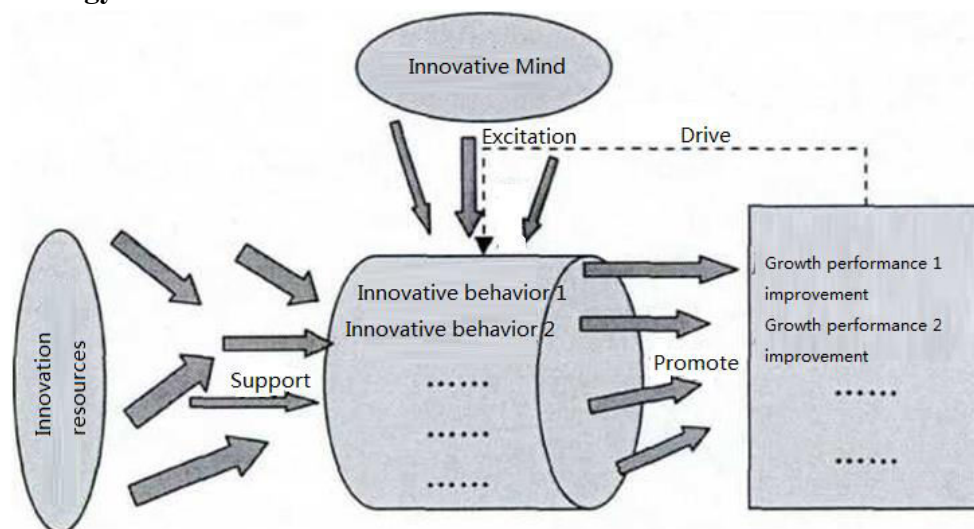 Innovative Mind
Excitation
Drive
Innovation
resources
Support
Innovative behavior 1
Innovative behavior 2
......
......
......
Promote
Growth performance 1
improvement
Growth performance 2
improvement
......
......